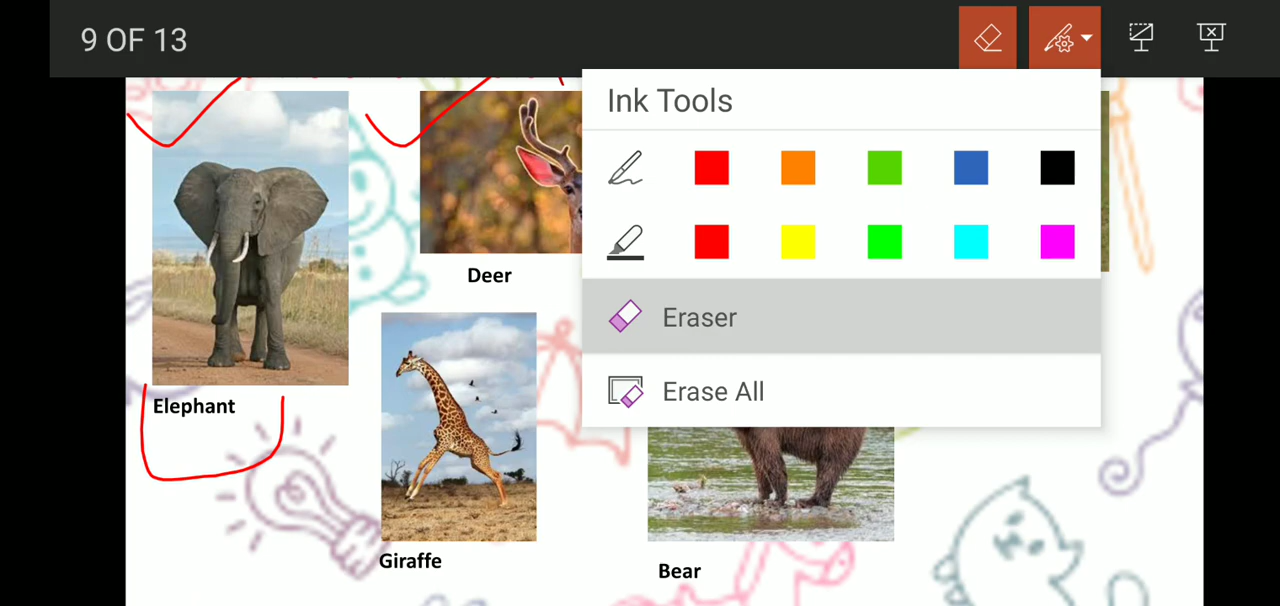 9 OF 13
Ink Tools
Eraser
Erase All
Deer
Elephant
Giraffe
Bear